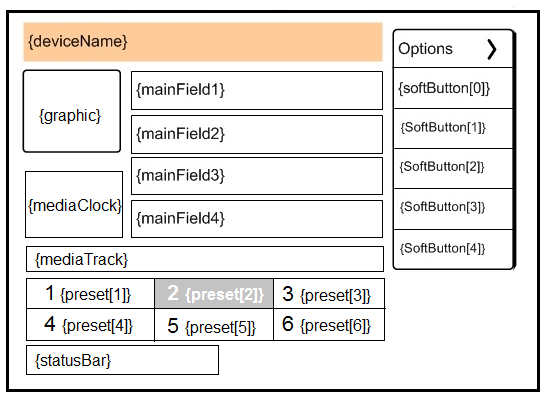 {deviceName}
{graphic}
{mainField1}
{mainField2}
{mediaClock}
{mainField3}
{mainField4}
{mediaTrack}
1 {preset[1]} 2 {preset[2]} 3 {preset[3]}
4 {preset[4]} 5 {preset[5]} 6 {preset[6]}
{statusBar}
Options
{softButton[0]}
{SoftButton[1]}
{SoftButton[2]}
{SoftButton[3]}
{SoftButton[4]}